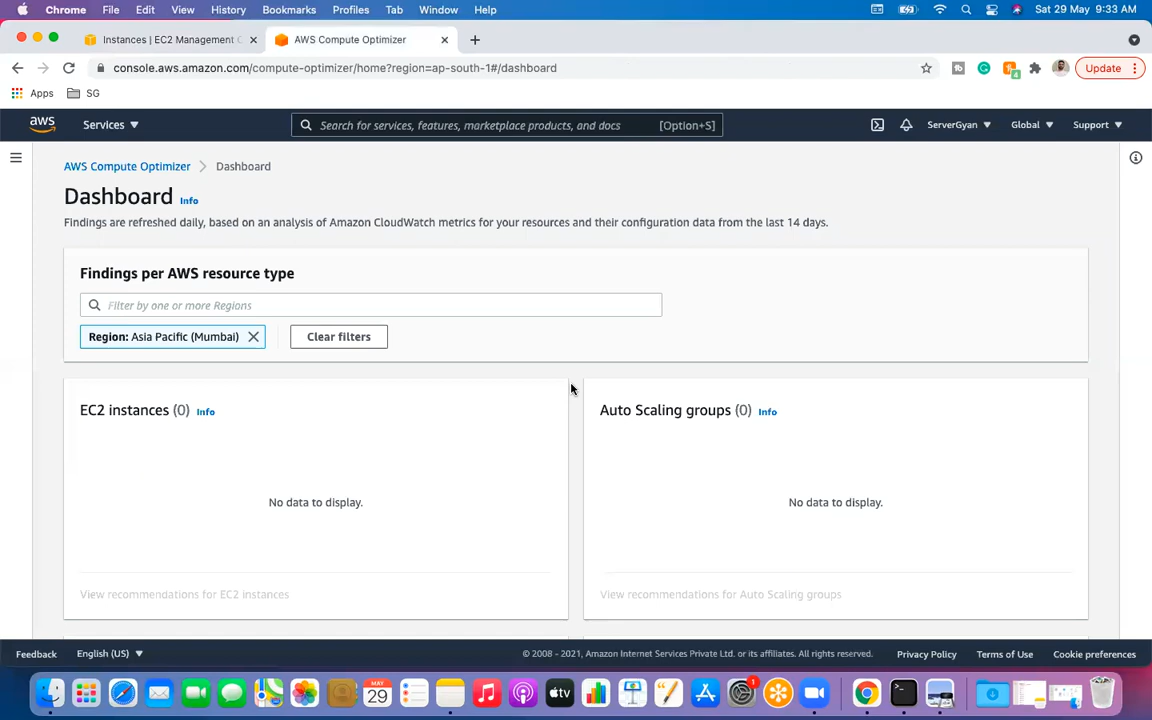 Chrome File Edit View History Bookmarks Profiles Tab Window Help Sat 29 May 9:33 AM
Instances | EC2 Management C AWS Compute Optimizer
console.aws.amazon.com/compute-optimizer/home?region=ap-south-1#/dashboard Update
Apps SG
aws Services Search for services, features, marketplace products, and docs [Option+S] ServerGyan Global Support
AWS Compute Optimizer Dashboard
Dashboard Info
Findings are refreshed daily, based on an analysis of Amazon CloudWatch metrics for your resources and their configuration data from the last 14 days.
Findings per AWS resource type
Filter by one or more Regions
Region: Asia Pacific (Mumbai) Clear filters
EC2 instances (0) Info
No data to display.
View recommendations for EC2 instances
Auto Scaling groups (0) Info
No data to display.
View recommendations for Auto Scaling groups
Feedback English (US) © 2008 - 2021, Amazon Internet Services Private Ltd. or its affiliates. All rights reserved. Privacy Policy Terms of Use Cookie preferences
MAY
29
tv
1